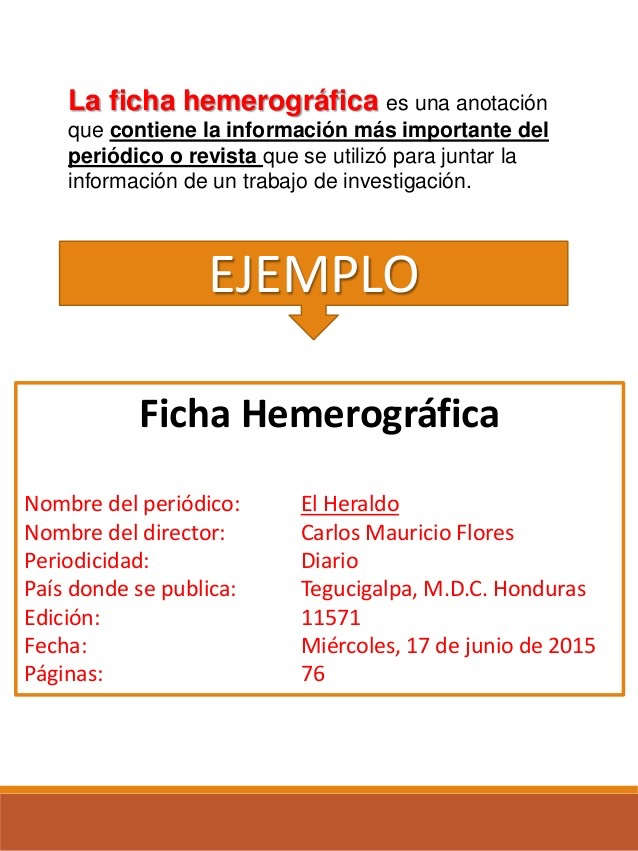 La ficha hemerográfica es una anotación
que contiene la información más importante del
periódico o revista que se utilizó para juntar la
información de un trabajo de investigación.
EJEMPLO
Ficha Hemerográfica
Nombre del periódico: El Heraldo
Nombre del director: Carlos Mauricio Flores
Periodicidad: Diario
País donde se publica: Tegucigalpa, M.D.C. Honduras
Edición: 11571
Fecha: Miércoles, 17 de junio de 2015
Páginas: 76